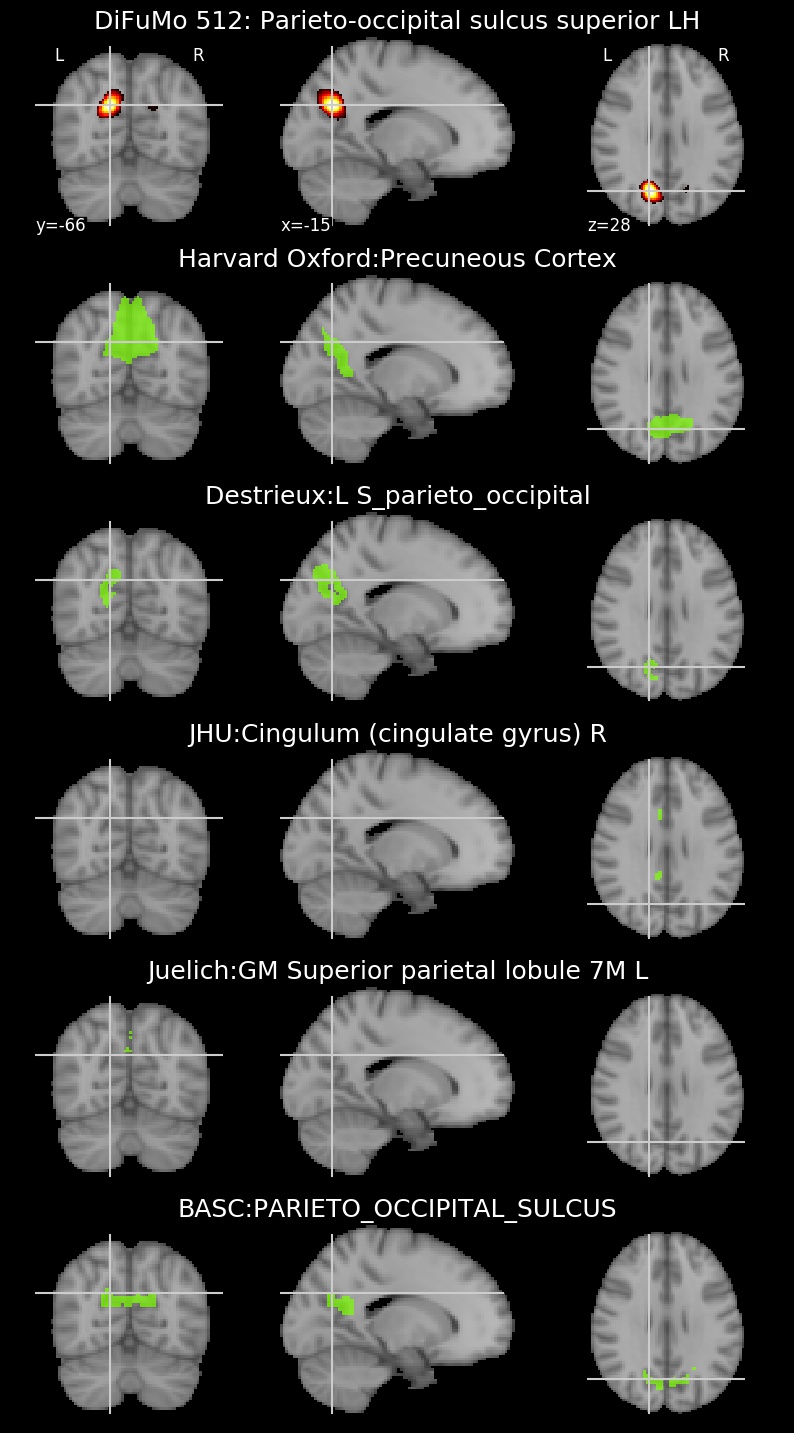 DiFuMo 512: Parieto-occipital sulcus superior LH
L R L R
y=-66 x=-15 z=28
Harvard Oxford:Precuneous Cortex
Destrieux:L S_parieto_occipital
JHU:Cingulum (cingulate gyrus) R
Juelich:GM Superior parietal lobule 7M L
BASC:PARIETO_OCCIPITAL_SULCUS